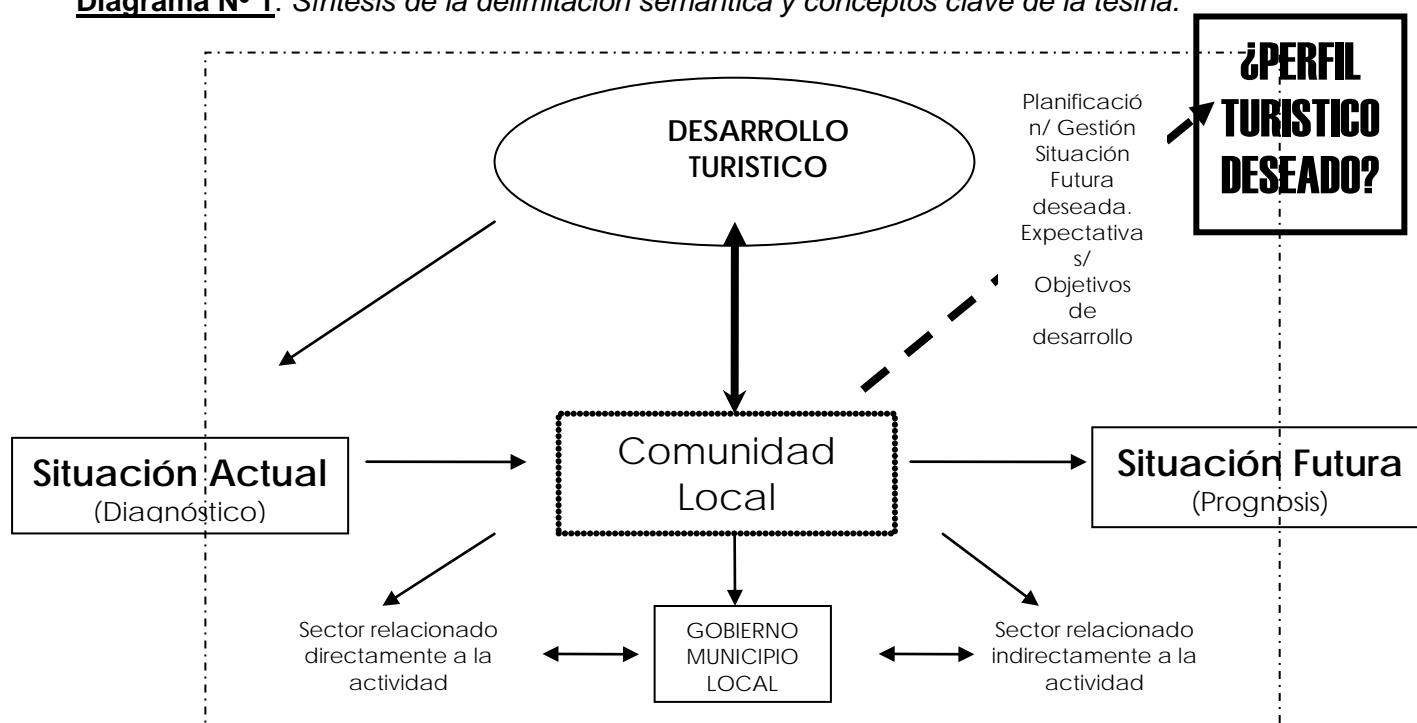 Diagrama Nº 1: Síntesis de la delimitación semántica y conceptos clave de la tesina.
¿PERFIL
TURISTICO
DESEADO?
DESARROLLO
TURISTICO
Planificació
n/ Gestión
Situación
Futura
deseada.
Expectativa
s/
Objetivos
de
desarrollo
Situación Actual
(Diagnóstico)
Comunidad
Local
Situación Futura
(Prognosis)
Sector relacionado
directamente a la
actividad
GOBIERNO
MUNICIPIO
LOCAL
Sector relacionado
indirectamente a la
actividad